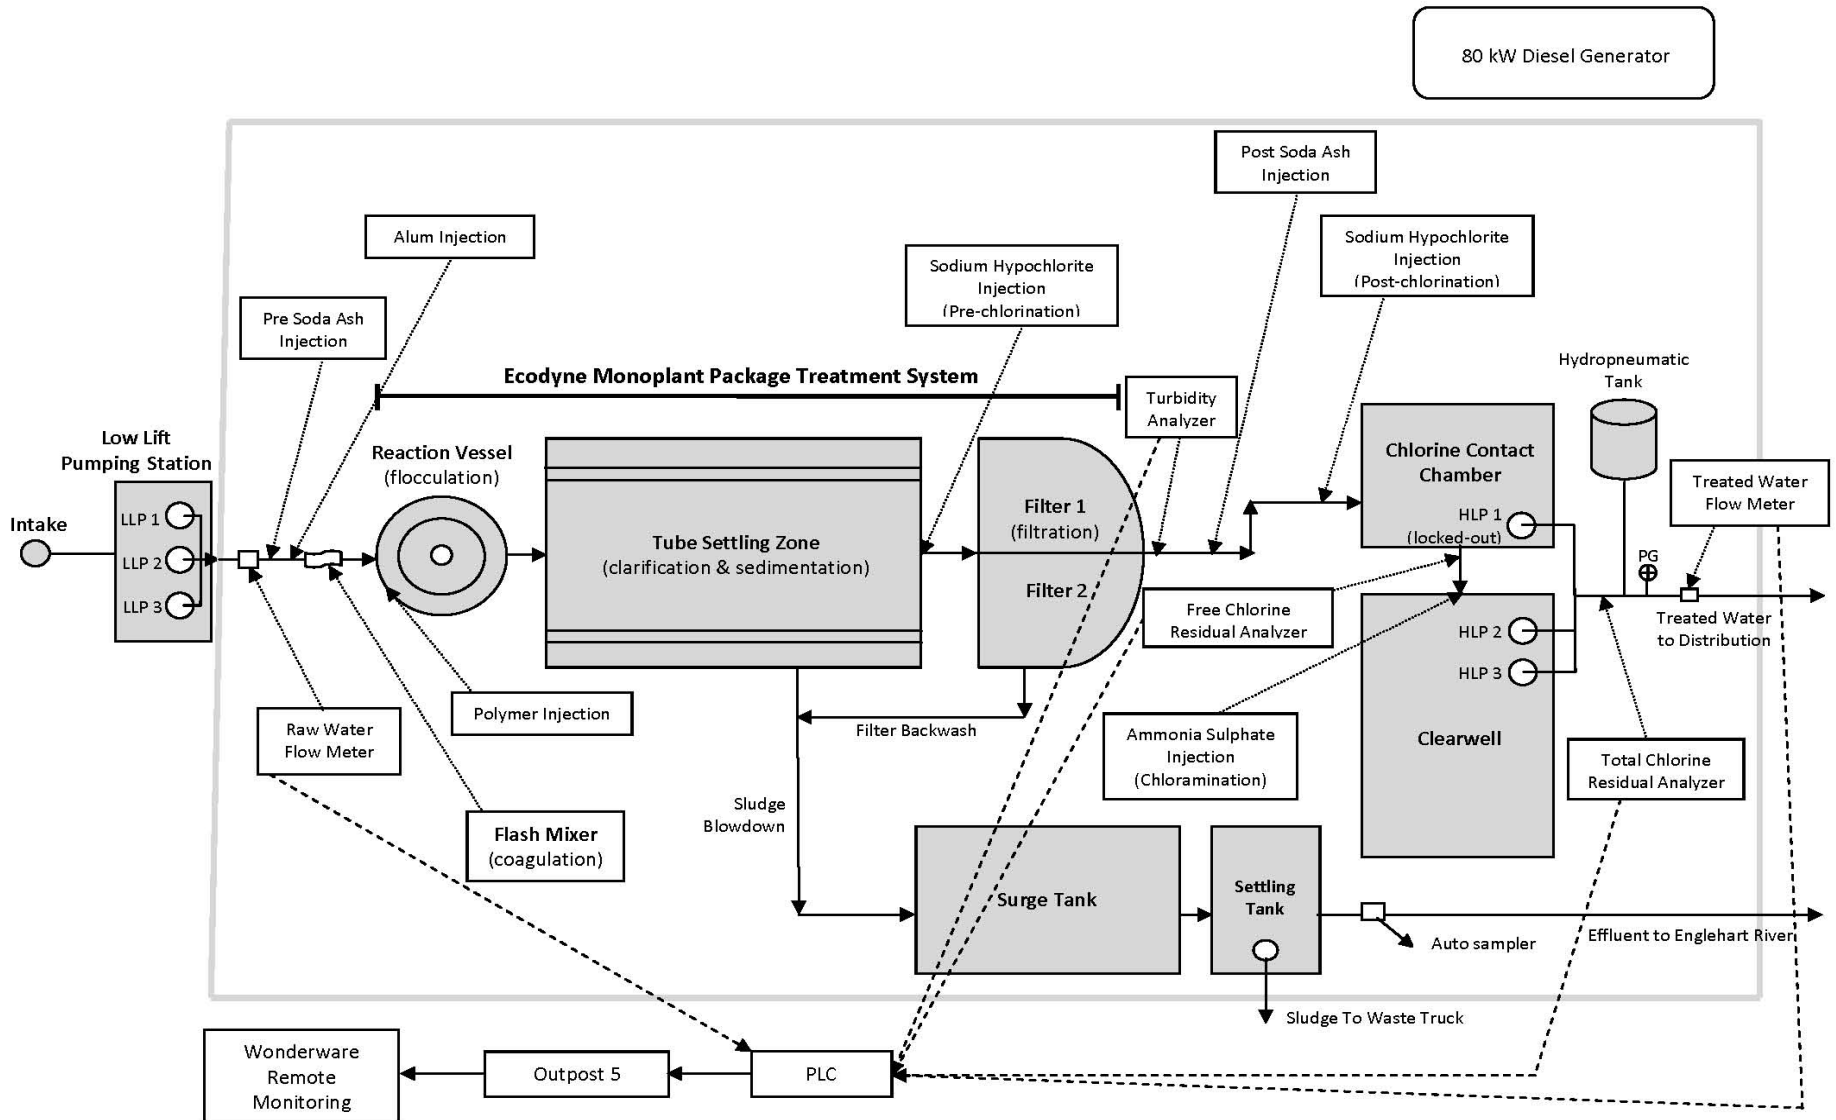 80 kW Diesel Generator
Post Soda Ash
Injection
Alum Injection
Sodium Hypochlorite
Injection
(Post-chlorination)
Sodium Hypochlorite
Injection
(Pre-chlorination)
Pre Soda Ash
Injection
Ecodyne Monoplant Package Treatment System
Turbidity
Analyzer
Hydropneumatic
Tank
Low Lift
Pumping Station
Reaction Vessel
(flocculation)
Chlorine Contact
Chamber
Treated Water
Flow Meter
Intake
LLP 1
LLP 2
LLP 3
Tube Settling Zone
(clarification & sedimentation)
Filter 1
(filtration)
Filter 2
HLP 1
(locked-out)
PG
Free Chlorine
Residual Analyzer
HLP 2
HLP 3
Treated Water
to Distribution
Polymer Injection
Raw Water
Flow Meter
Filter Backwash
Ammonia Sulphate
Injection
(Chloramination)
Clearwell
Total Chlorine
Residual Analyzer
Sludge
Blowdown
Flash Mixer
(coagulation)
Surge Tank
Settling
Tank
Auto sampler
Effluent to Englehart River
Sludge To Waste Truck
Wonderware
Remote
Monitoring
Outpost 5
PLC